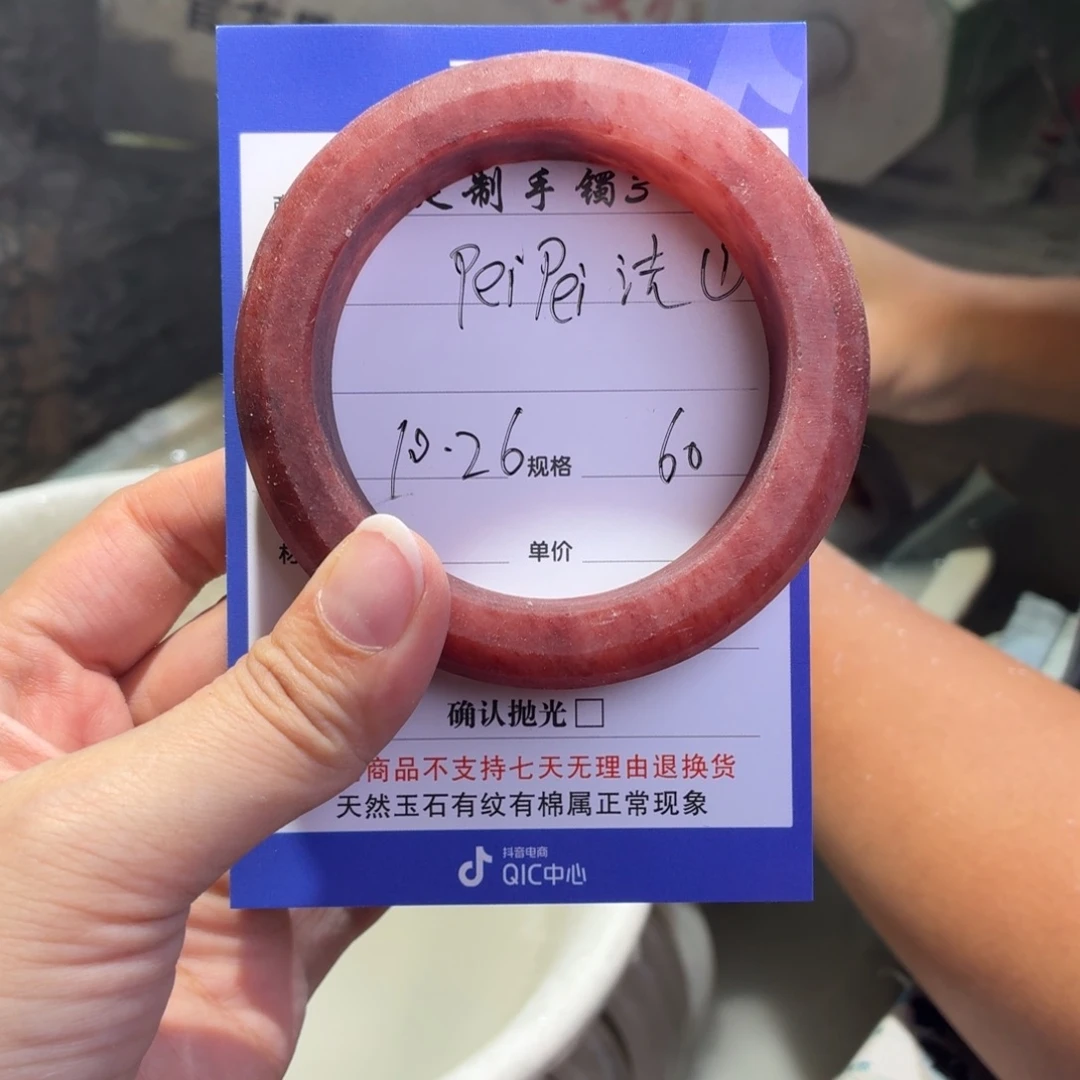 制手镯
PeiPei 洗①
10.26 规格 60
单价
确认抛光□
商品不支持七天无理由退换货
天然玉石有纹有棉属正常现象
抖音电商
QIC中心